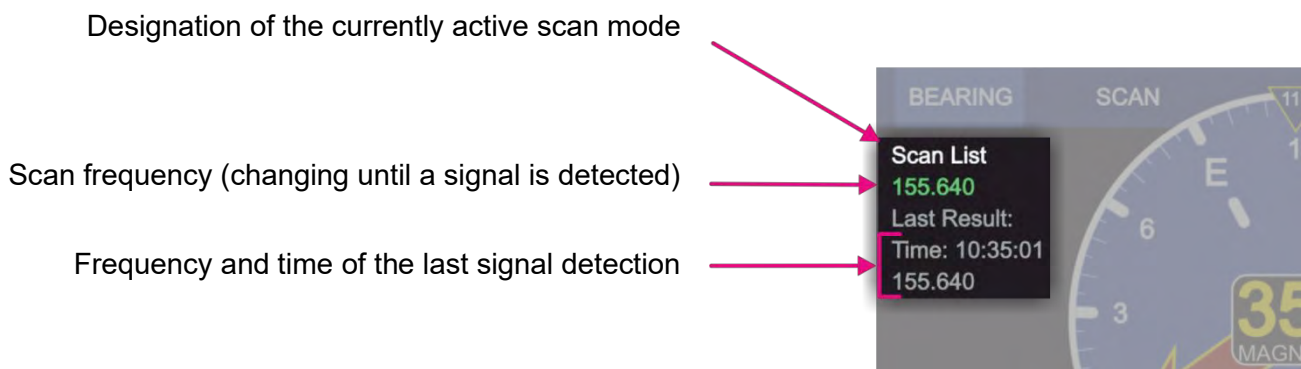 Designation of the currently active scan mode
BEARING SCAN
11
Scan List
E
Scan frequency (changing until a signal is detected)
155.640
Last Result:
6
Frequency and time of the last signal detection
Time: 10:35:01
155.640
3